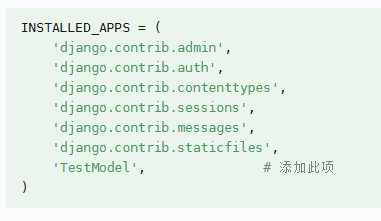 INSTALLED_APPS = (
    'django.contrib.admin',
    'django.contrib.auth',
    'django.contrib.contenttypes',
    'django.contrib.sessions',
    'django.contrib.messages',
    'django.contrib.staticfiles',
    'TestModel',               # 添加此项
)